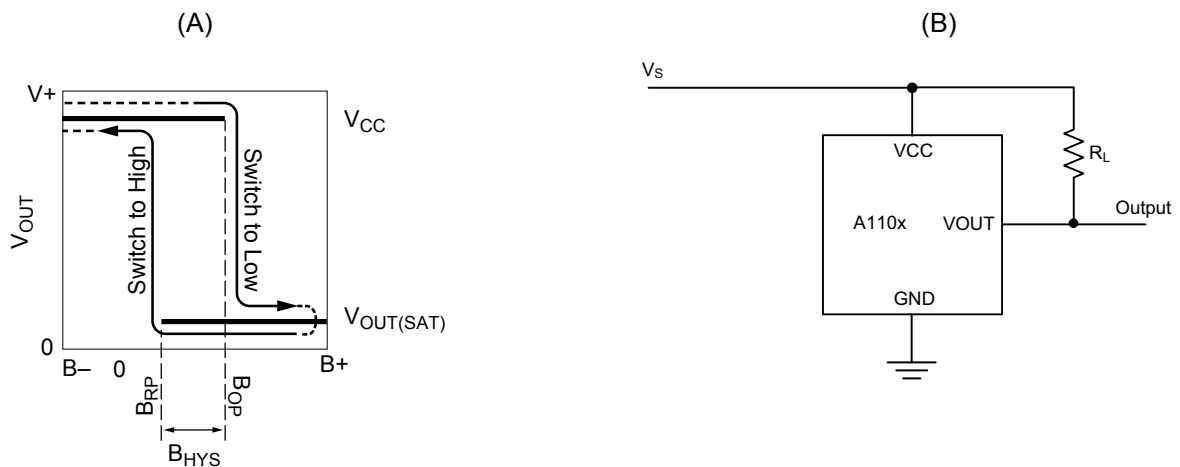 (A)
V+
VCC
Switch to High
Switch to Low
VOUT
VOUT(SAT)
0
B–
0
B+
BRP
BOP
BHYS
(B)
VS
VCC
RL
A110x
VOUT
Output
GND